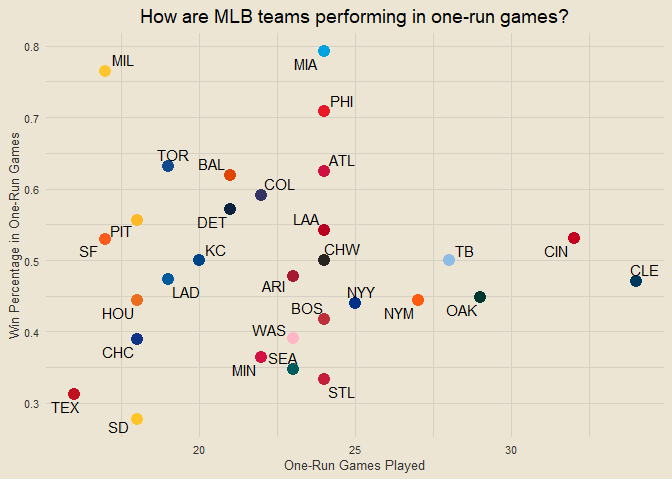 How are MLB teams performing in one-run games?
Win Percentage in One-Run Games
0.8
0.7
0.6
0.5
0.4
0.3
MIL
MIA
PHI
TOR
BAL
ATL
COL
DET
PIT
LAA
SF
KC
CHW
TB
CIN
CLE
ARI
LAD
NYY
HOU
BOS
NYM
OAK
WAS
CHC
SEA
MIN
STL
TEX
SD
20
25
30
One-Run Games Played